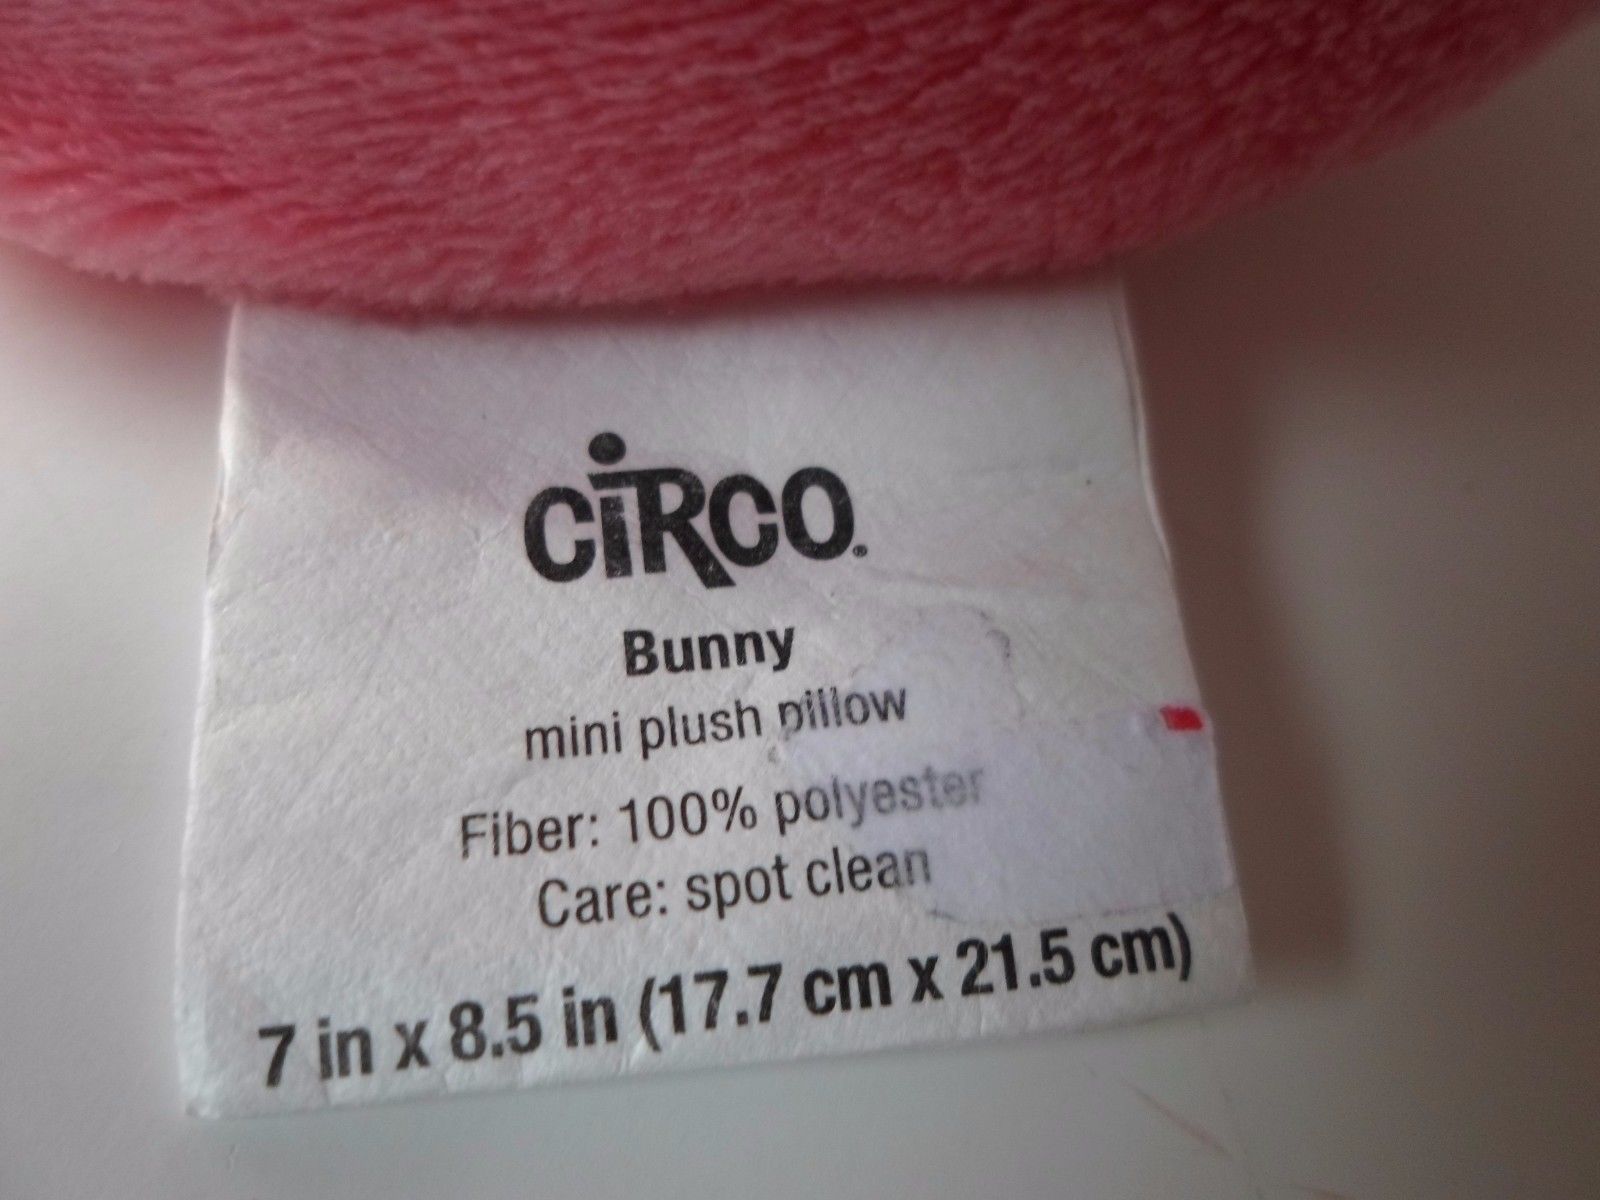 CiRCO®
Bunny
mini plush pillow
Fiber: 100% polyester
Care: spot clean
7 in x 8.5 in (17.7 cm x 21.5 cm)